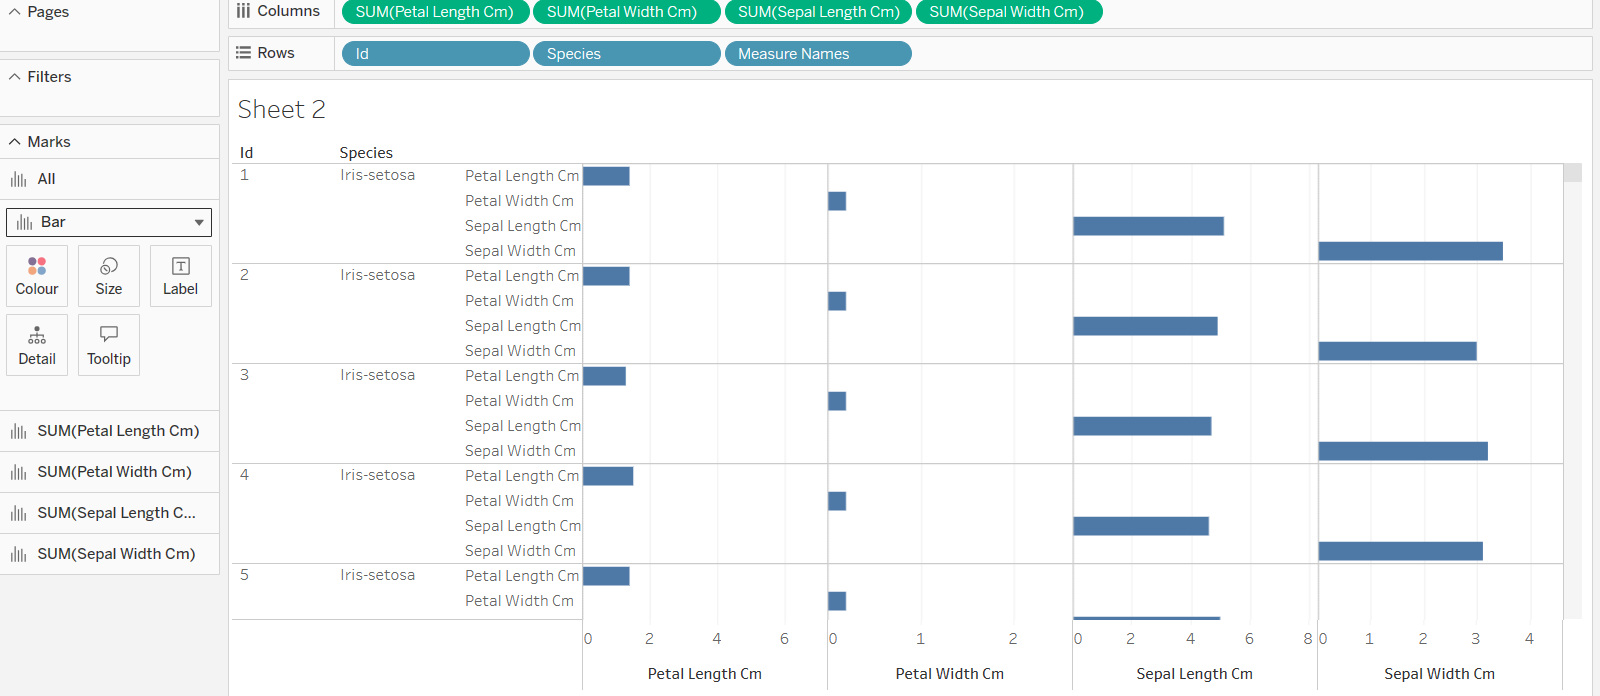 Pages
Columns SUM(Petal Length Cm) SUM(Petal Width Cm) SUM(Sepal Length Cm) SUM(Sepal Width Cm)
Rows Id Species Measure Names
Filters
Marks
All
Bar
Colour Size Label
Detail Tooltip
SUM(Petal Length Cm)
SUM(Petal Width Cm)
SUM(Sepal Length C...
SUM(Sepal Width Cm)
Sheet 2
Id Species
1 Iris-setosa Petal Length Cm
Petal Width Cm
Sepal Length Cm
Sepal Width Cm
2 Iris-setosa Petal Length Cm
Petal Width Cm
Sepal Length Cm
Sepal Width Cm
3 Iris-setosa Petal Length Cm
Petal Width Cm
Sepal Length Cm
Sepal Width Cm
4 Iris-setosa Petal Length Cm
Petal Width Cm
Sepal Length Cm
Sepal Width Cm
5 Iris-setosa Petal Length Cm
Petal Width Cm
0 2 4 6 0 1 2 0 2 4 6 8 0 1 2 3 4
Petal Length Cm Petal Width Cm Sepal Length Cm Sepal Width Cm